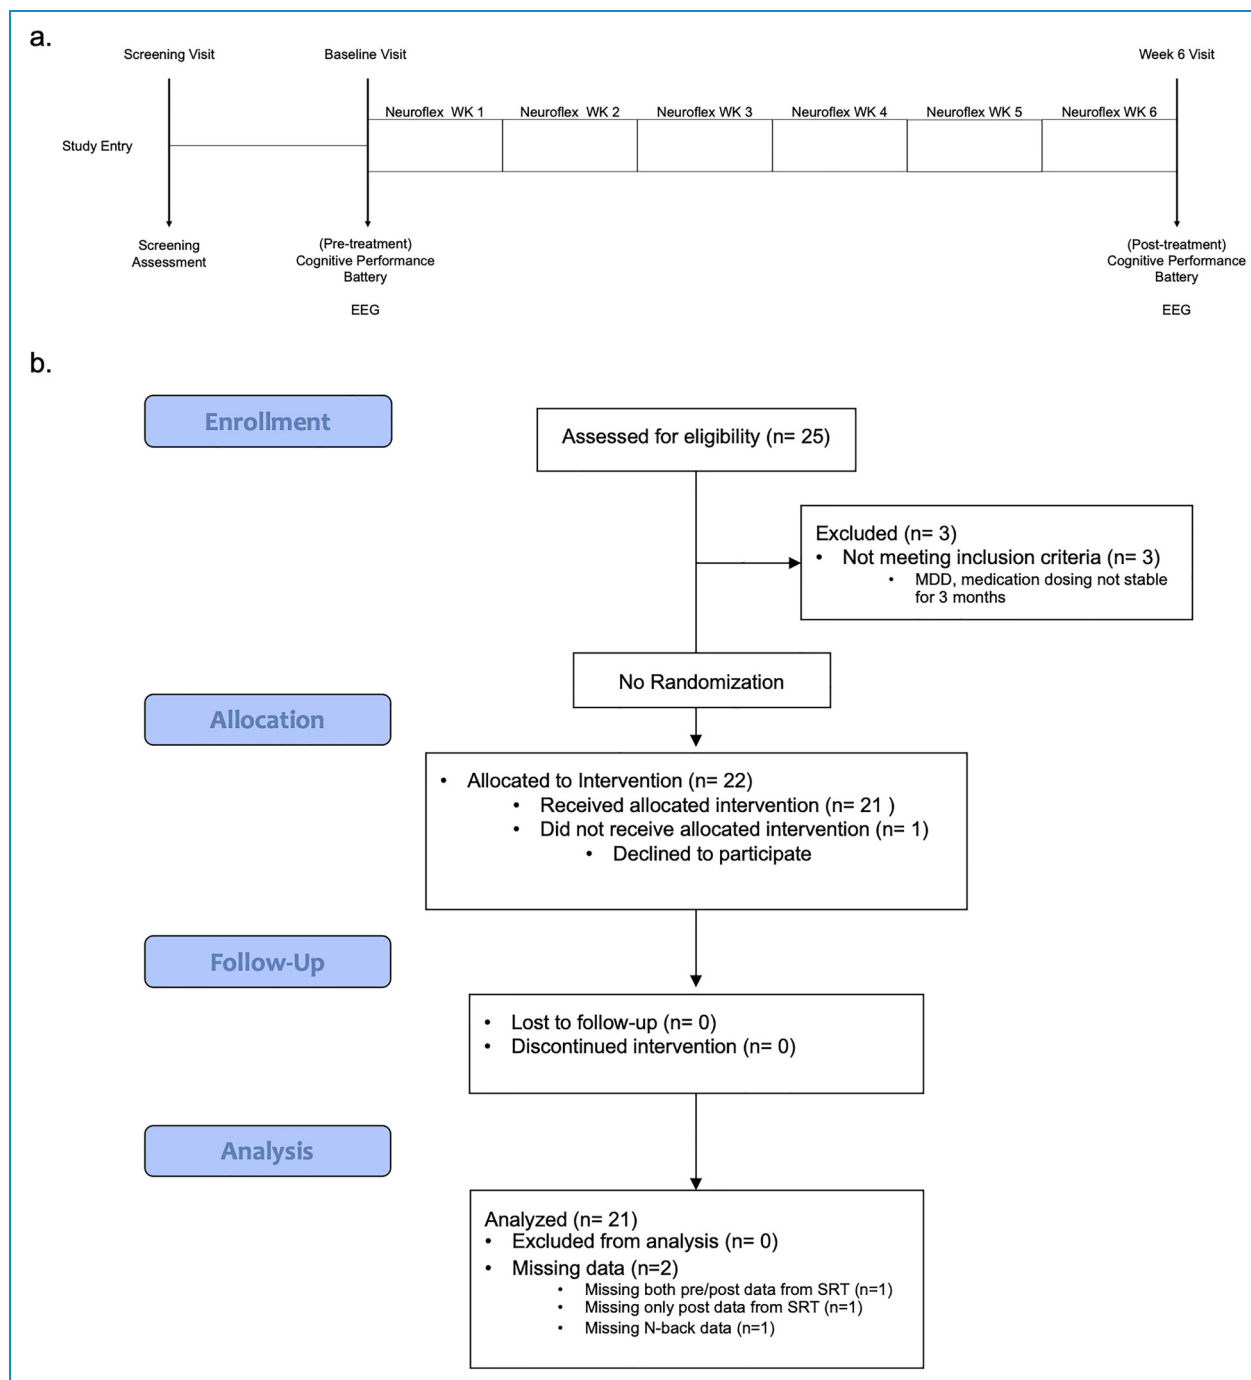 a.
Screening Visit
Baseline Visit
Week 6 Visit
Neuroflex WK 1
Neuroflex WK 2
Neuroflex WK 3
Neuroflex WK 4
Neuroflex WK 5
Neuroflex WK 6
Study Entry
Screening
Assessment
(Pre-treatment)
Cognitive Performance
Battery
EEG
(Post-treatment)
Cognitive Performance
Battery
EEG
b.
Enrollment
Assessed for eligibility (n= 25)
Excluded (n= 3)
• Not meeting inclusion criteria (n= 3)
• MDD, medication dosing not stable
for 3 months
No Randomization
Allocation
• Allocated to Intervention (n= 22)
• Received allocated intervention (n= 21 )
• Did not receive allocated intervention (n= 1)
• Declined to participate
Follow-Up
• Lost to follow-up (n= 0)
• Discontinued intervention (n= 0)
Analysis
Analyzed (n= 21)
• Excluded from analysis (n= 0)
• Missing data (n=2)
• Missing both pre/post data from SRT (n=1)
• Missing only post data from SRT (n=1)
• Missing N-back data (n=1)